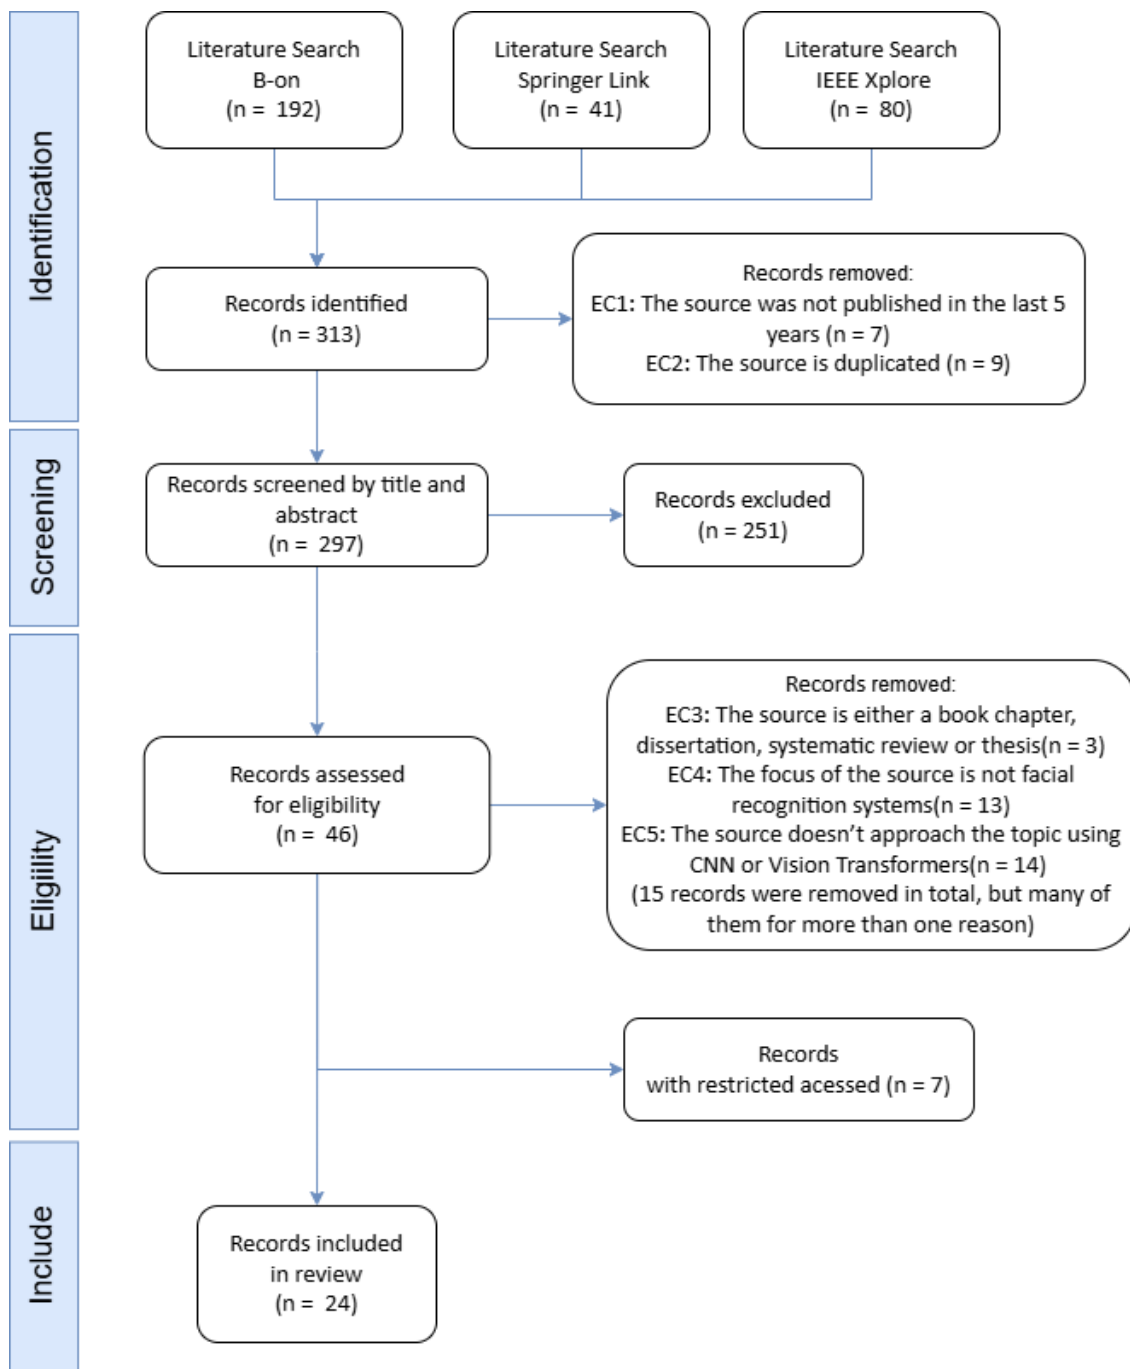 Identification
Literature Search
B-on
(n = 192)
Literature Search
Springer Link
(n = 41)
Literature Search
IEEE Xplore
(n = 80)
Records identified
(n = 313)
Records removed:
EC1: The source was not published in the last 5
years (n = 7)
EC2: The source is duplicated (n = 9)
Screening
Records screened by title and
abstract
(n = 297)
Records excluded
(n = 251)
Eligiility
Records assessed
for eligibility
(n = 46)
Records removed:
EC3: The source is either a book chapter,
dissertation, systematic review or thesis(n = 3)
EC4: The focus of the source is not facial
recognition systems(n = 13)
EC5: The source doesn't approach the topic using
CNN or Vision Transformers(n = 14)
(15 records were removed in total, but many of
them for more than one reason)
Records
with restricted acessed (n = 7)
Include
Records included
in review
(n = 24)